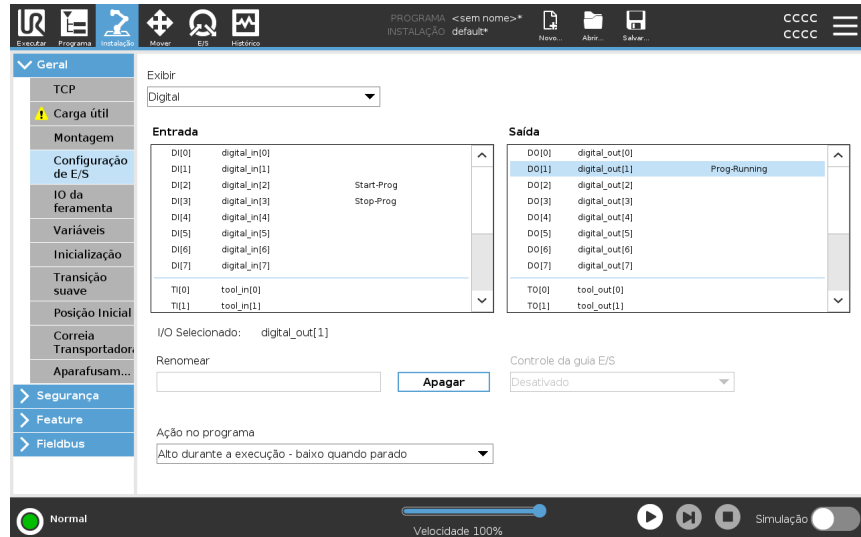 UR
PROGRAMA <sem nome>*
INSTALAÇÃO default*
CCCC
CCCC
Executar Programa Instalação Mover E/S Histórico Novo... Abrir... Salvar...
Geral
TCP
Carga útil
Montagem
Configuração
de E/S
IO da
feramenta
Variáveis
Inicialização
Transição
suave
Posição Inicial
Correia
Transportadora
Aparafusam...
Segurança
Feature
Fieldbus
Exibir
Digital
Entrada
DI[0] digital_in[0]
DI[1] digital_in[1]
DI[2] digital_in[2] Start-Prog
DI[3] digital_in[3] Stop-Prog
DI[4] digital_in[4]
DI[5] digital_in[5]
DI[6] digital_in[6]
DI[7] digital_in[7]
TI[0] tool_in[0]
TI[1] tool_in[1]
Saída
DO[0] digital_out[0]
DO[1] digital_out[1] Prog-Running
DO[2] digital_out[2]
DO[3] digital_out[3]
DO[4] digital_out[4]
DO[5] digital_out[5]
DO[6] digital_out[6]
DO[7] digital_out[7]
TO[0] tool_out[0]
TO[1] tool_out[1]
I/O Selecionado: digital_out[1]
Renomear
Apagar
Controle da guia E/S
Desativado
Ação no programa
Alto durante a execução - baixo quando parado
Normal
Velocidade 100%
Simulação